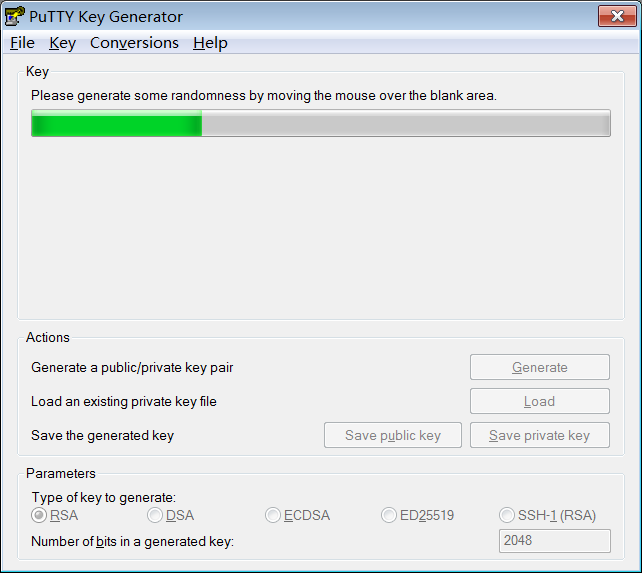 PuTTY Key Generator
File Key Conversions Help
Key
Please generate some randomness by moving the mouse over the blank area.
Actions
Generate a public/private key pair
Generate
Load an existing private key file
Load
Save the generated key
Save public key
Save private key
Parameters
Type of key to generate:
RSA DSA ECDSA ED25519 SSH-1 (RSA)
Number of bits in a generated key:
2048